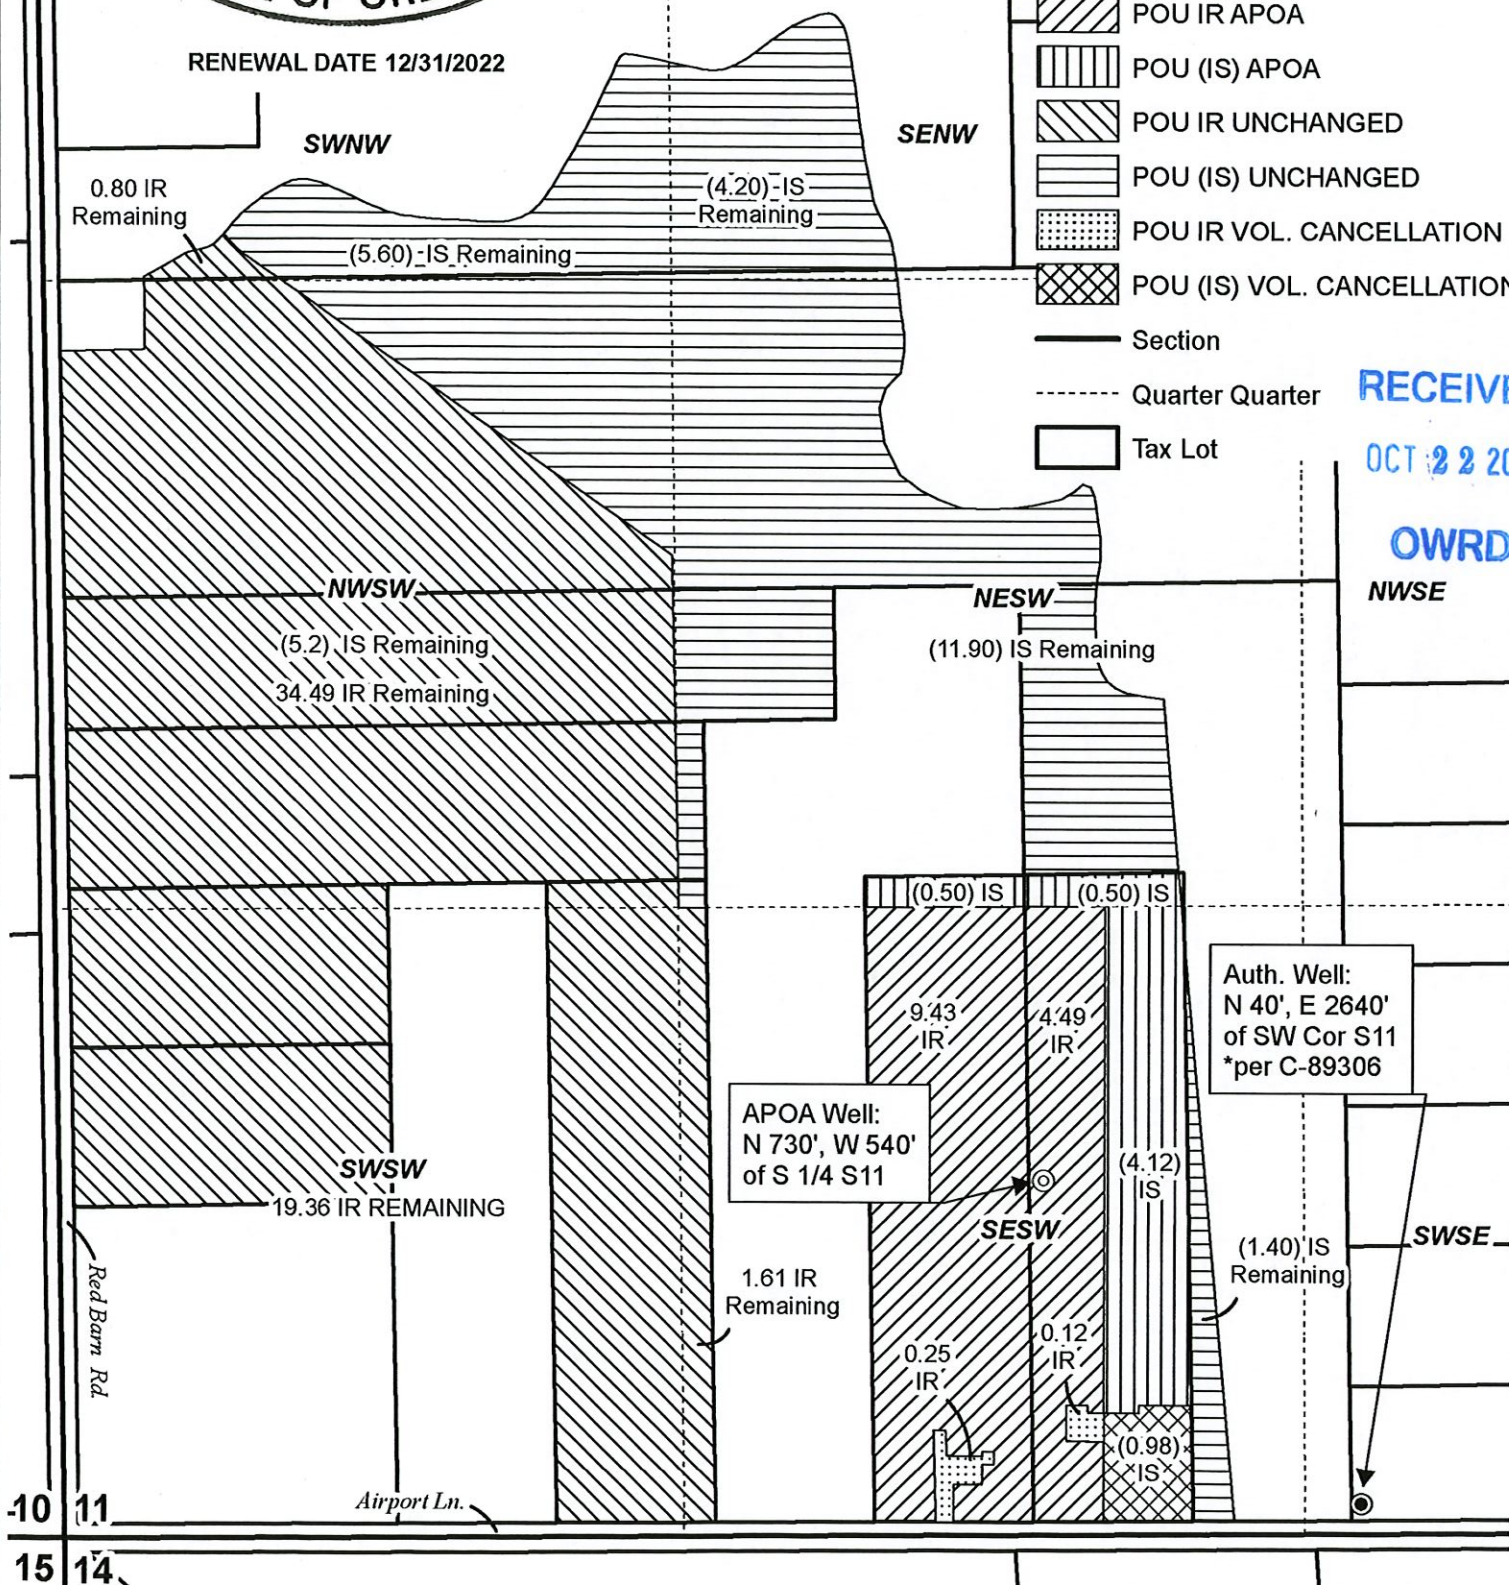 RENEWAL DATE 12/31/2022
POU IR APOA
POU (IS) APOA
POU IR UNCHANGED
POU (IS) UNCHANGED
POU IR VOL. CANCELLATION
POU (IS) VOL. CANCELLATION
Section
Quarter Quarter
Tax Lot
OCT 22
OWRD
SWNW
SENW
0.80 IR
Remaining
(4.20) IS
Remaining
(5.60) IS Remaining
NWSW
NESW
NWSE
(5.2) IS Remaining
34.49 IR Remaining
(11.90) IS Remaining
(0.50) IS
(0.50) IS
9.43
IR
4.49
IR
Auth. Well:
N 40', E 2640'
of SW Cor S11
*per C-89306
APOA Well:
N 730', W 540'
of S 1/4 S11
SWSW
19.36 IR REMAINING
(4.12)
IS
SESW
SWSE
(1.40) IS
Remaining
Red Barn Rd.
1.61 IR
Remaining
0.25
IR
0.12
IR
(0.98)
IS
Airport Ln.
10 11
15 14